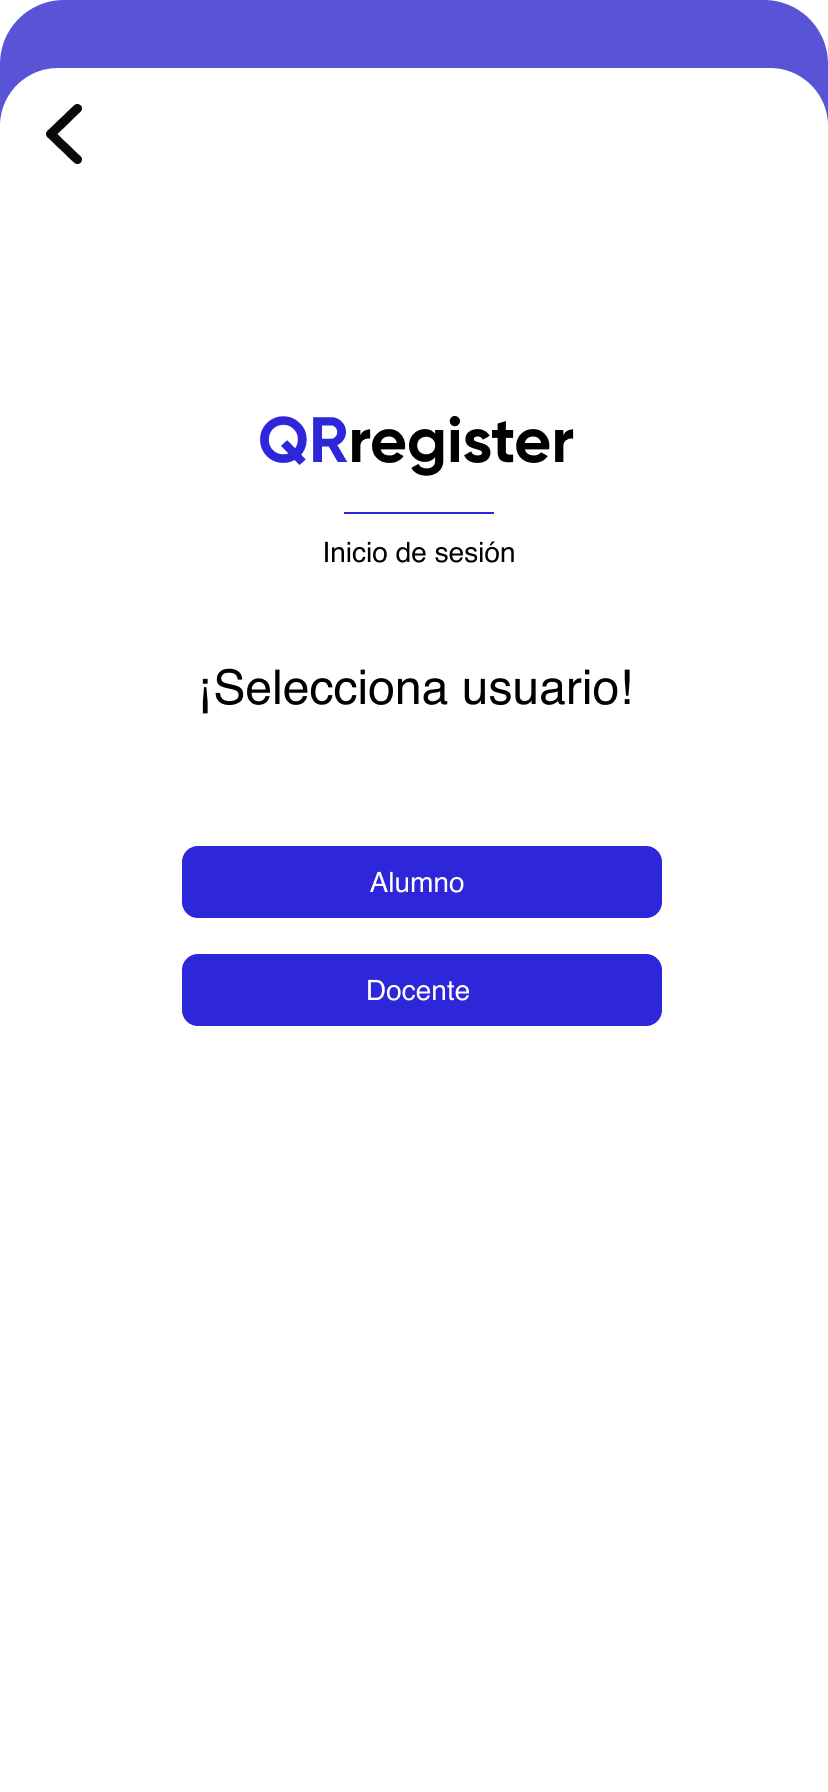 QRregister
Inicio de sesión
¡Selecciona usuario!
Alumno
Docente